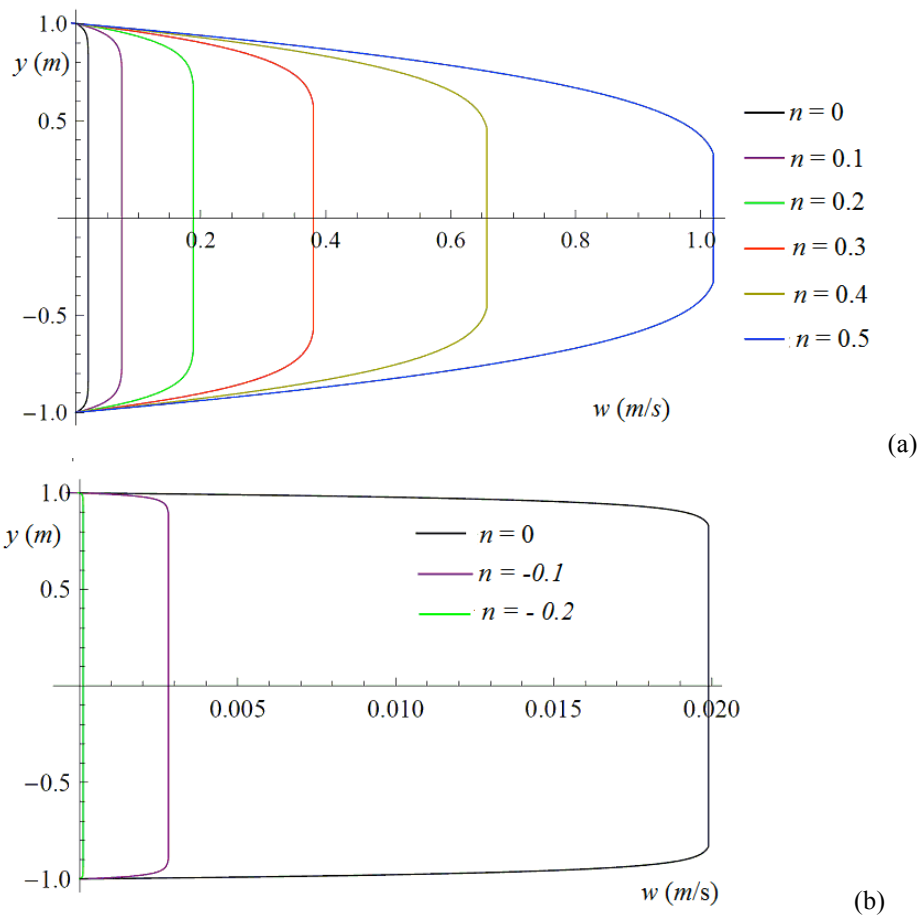 1.0
y (m)
0.5
−0.5
−1.0
0.2 0.4 0.6 0.8 1.0
w (m/s)
n = 0
n = 0.1
n = 0.2
n = 0.3
n = 0.4
n = 0.5
(a)
1.0
y (m)
0.5
−0.5
−1.0
n = 0
n = -0.1
n = - 0.2
0.005 0.010 0.015 0.020
w (m/s)
(b)